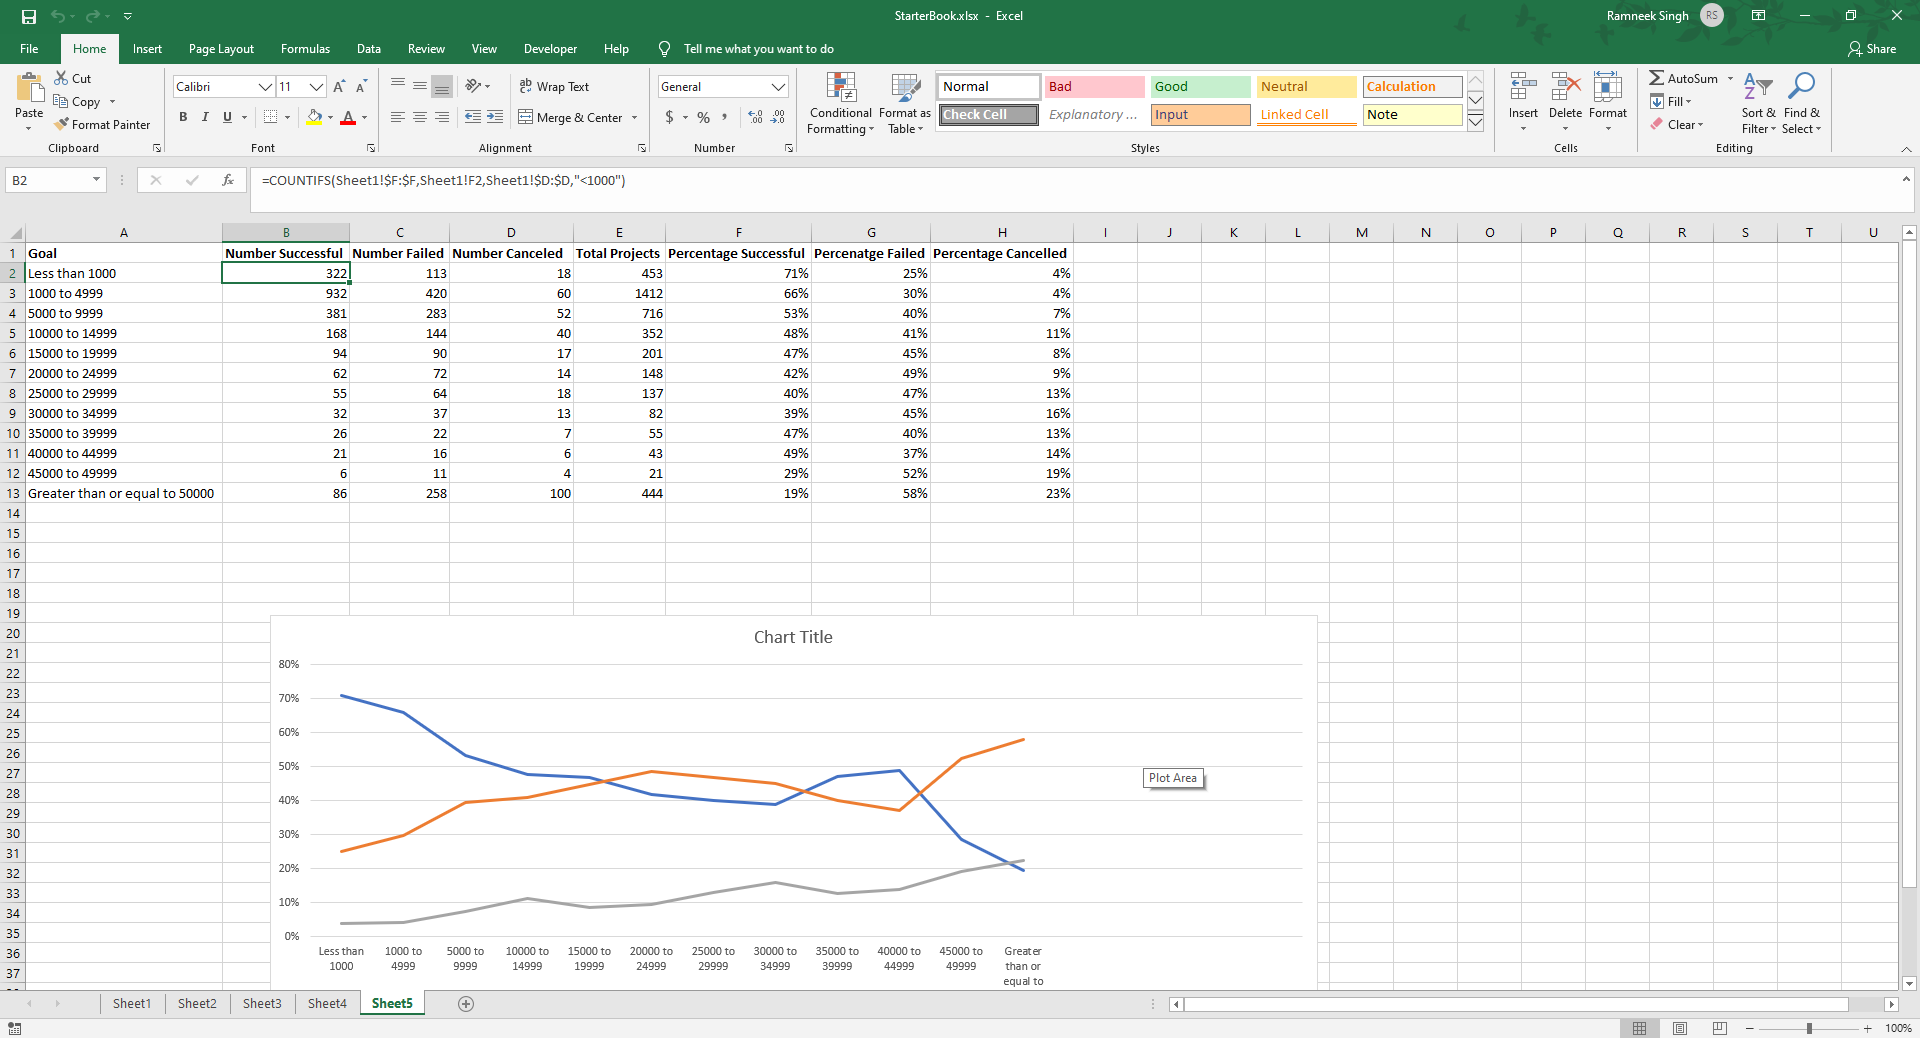 StarterBook.xlsx - Excel
Ramneek Singh RS
File Home Insert Page Layout Formulas Data Review View Developer Help Tell me what you want to do Share
Paste
Cut
Copy
Format Painter
Clipboard
Calibri 11 A A
B I U A
Font
ab Wrap Text
Merge & Center
Alignment
General
$ % , .00 .00
Number
Conditional Formatting
Format as Table
Normal Bad Good Neutral Calculation
Check Cell Explanatory ... Input Linked Cell Note
Styles
Insert Delete Format
Cells
AutoSum
Fill
Clear
Sort & Filter
Find & Select
Editing
B2 fx =COUNTIFS(Sheet1!$F:$F,Sheet1!F2,Sheet1!$D:$D,"<1000")
A B C D E F G H I J K L M N O P Q R S T U
1 Goal Number Successful Number Failed Number Canceled Total Projects Percentage Successful Percenatge Failed Percentage Cancelled
2 Less than 1000 322 113 18 453 71% 25% 4%
3 1000 to 4999 932 420 60 1412 66% 30% 4%
4 5000 to 9999 381 283 52 716 53% 40% 7%
5 10000 to 14999 168 144 40 352 48% 41% 11%
6 15000 to 19999 94 90 17 201 47% 45% 8%
7 20000 to 24999 62 72 14 148 42% 49% 9%
8 25000 to 29999 55 64 18 137 40% 47% 13%
9 30000 to 34999 32 37 13 82 39% 45% 16%
10 35000 to 39999 26 22 7 55 47% 40% 13%
11 40000 to 44999 21 16 6 43 49% 37% 14%
12 45000 to 49999 6 11 4 21 29% 52% 19%
13 Greater than or equal to 50000 86 258 100 444 19% 58% 23%
14
15
16
17
18
19
20
21
22
23
24
25
26
27
28
29
30
31
32
33
34
35
36
37
Chart Title
80%
70%
60%
50%
40%
30%
20%
10%
0%
Plot Area
Less than 1000
1000 to 4999
5000 to 9999
10000 to 14999
15000 to 19999
20000 to 24999
25000 to 29999
30000 to 34999
35000 to 39999
40000 to 44999
45000 to 49999
Greater than or equal to
Sheet1 Sheet2 Sheet3 Sheet4 Sheet5
100%